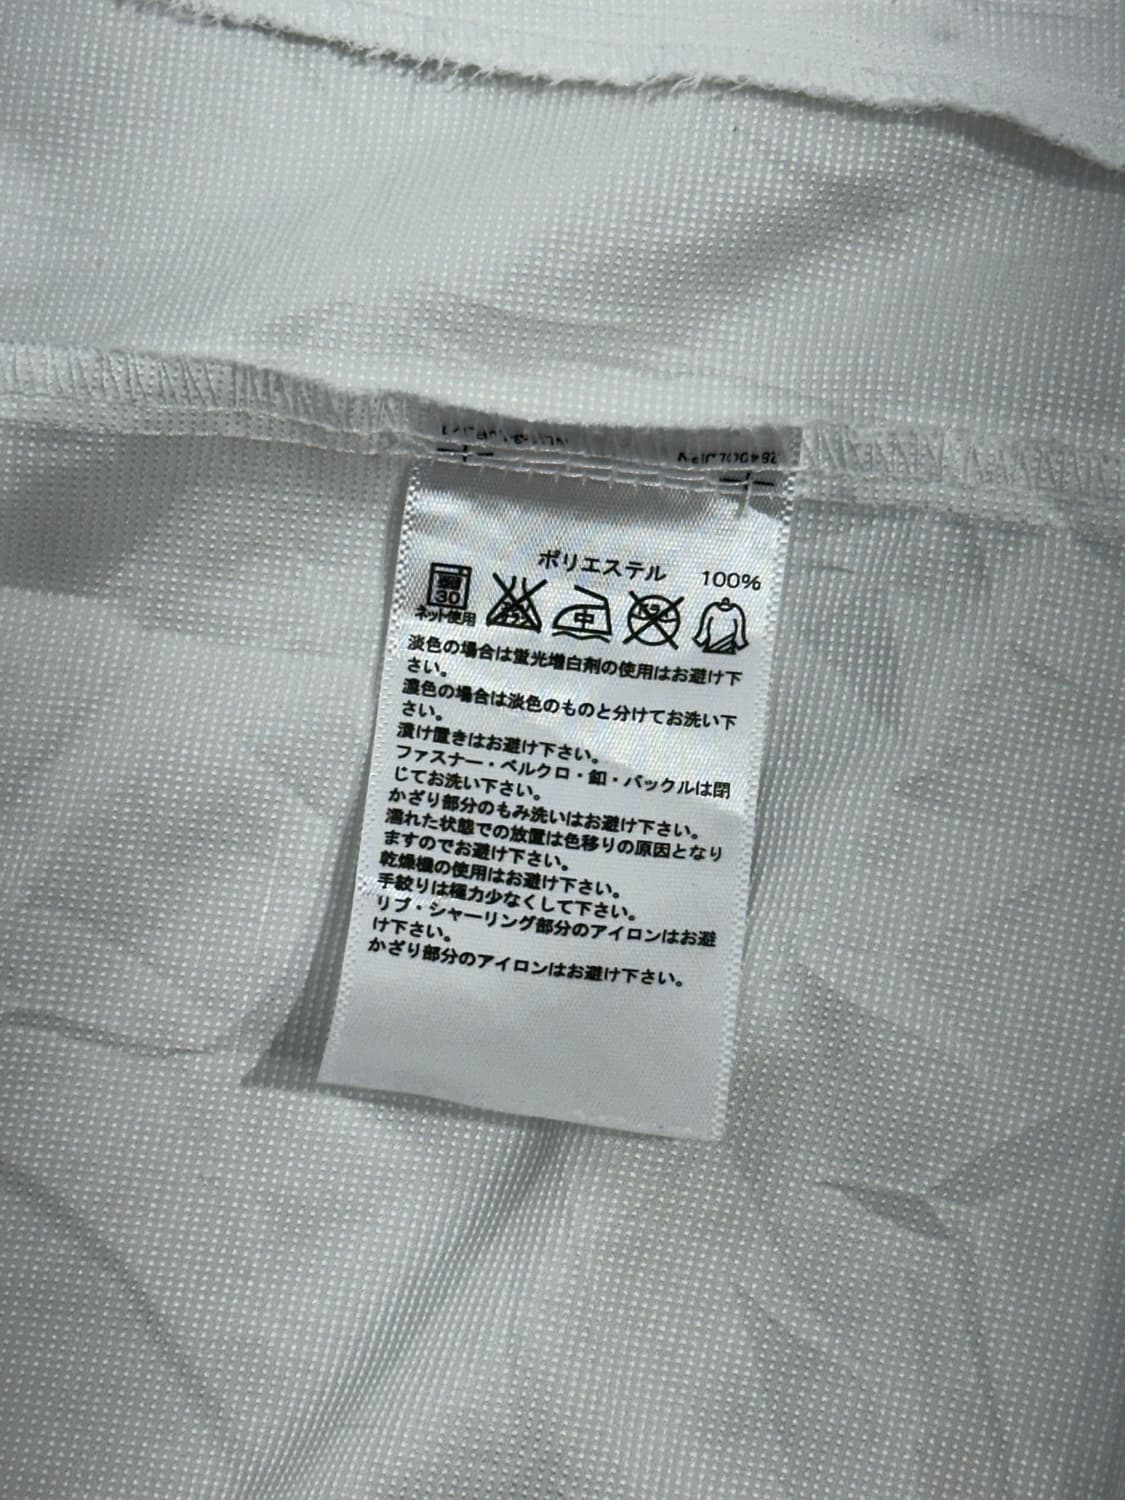 ポリエステル 100%
弱 30 中 ドライ
ネット使用
淡色の場合は蛍光増白剤の使用はお避け下
さい。
濃色の場合は淡色のものと分けてお洗い下
さい。
漬け置きはお避け下さい。
ファスナー・ベルクロ・釦・バックルは閉
じてお洗い下さい。
かざり部分のもみ洗いはお避け下さい。
濡れた状態での放置は色移りの原因となり
ますのでお避け下さい。
乾燥機の使用はお避け下さい。
手絞りは極力少なくして下さい。
リブ・シャーリング部分のアイロンはお避
け下さい。
かざり部分のアイロンはお避け下さい。